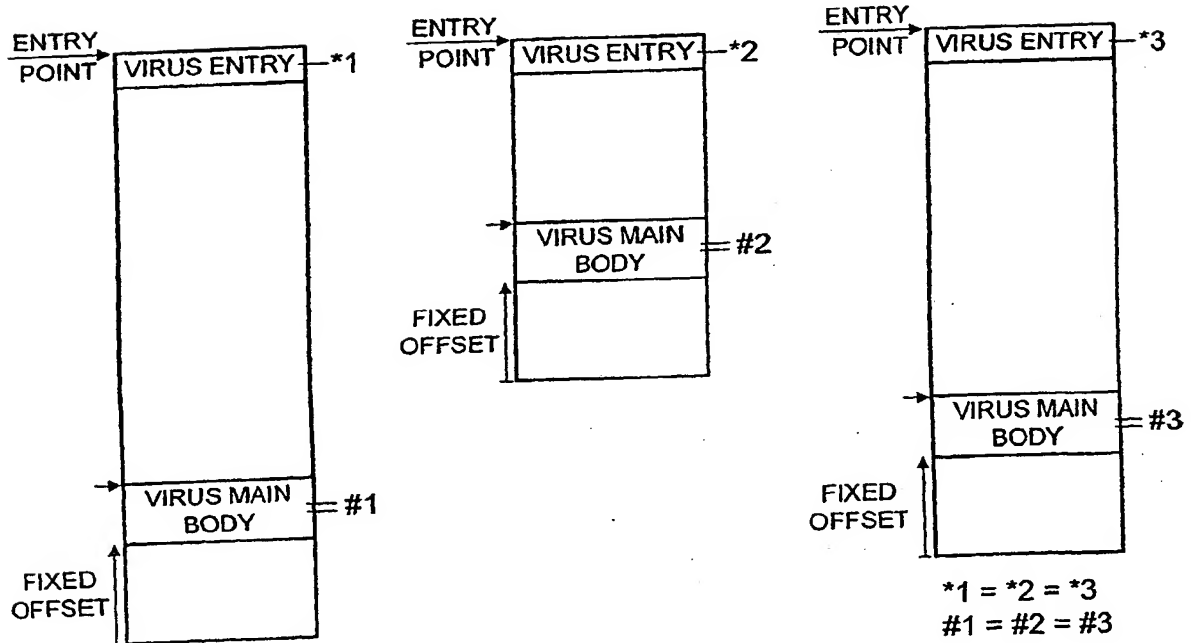 ENTRY
POINT
VIRUS ENTRY
*1
VIRUS MAIN
BODY
#1
FIXED
OFFSET
ENTRY
POINT
VIRUS ENTRY
*2
VIRUS MAIN
BODY
#2
FIXED
OFFSET
ENTRY
POINT
VIRUS ENTRY
*3
VIRUS MAIN
BODY
#3
FIXED
OFFSET
*1 = *2 = *3
#1 = #2 = #3